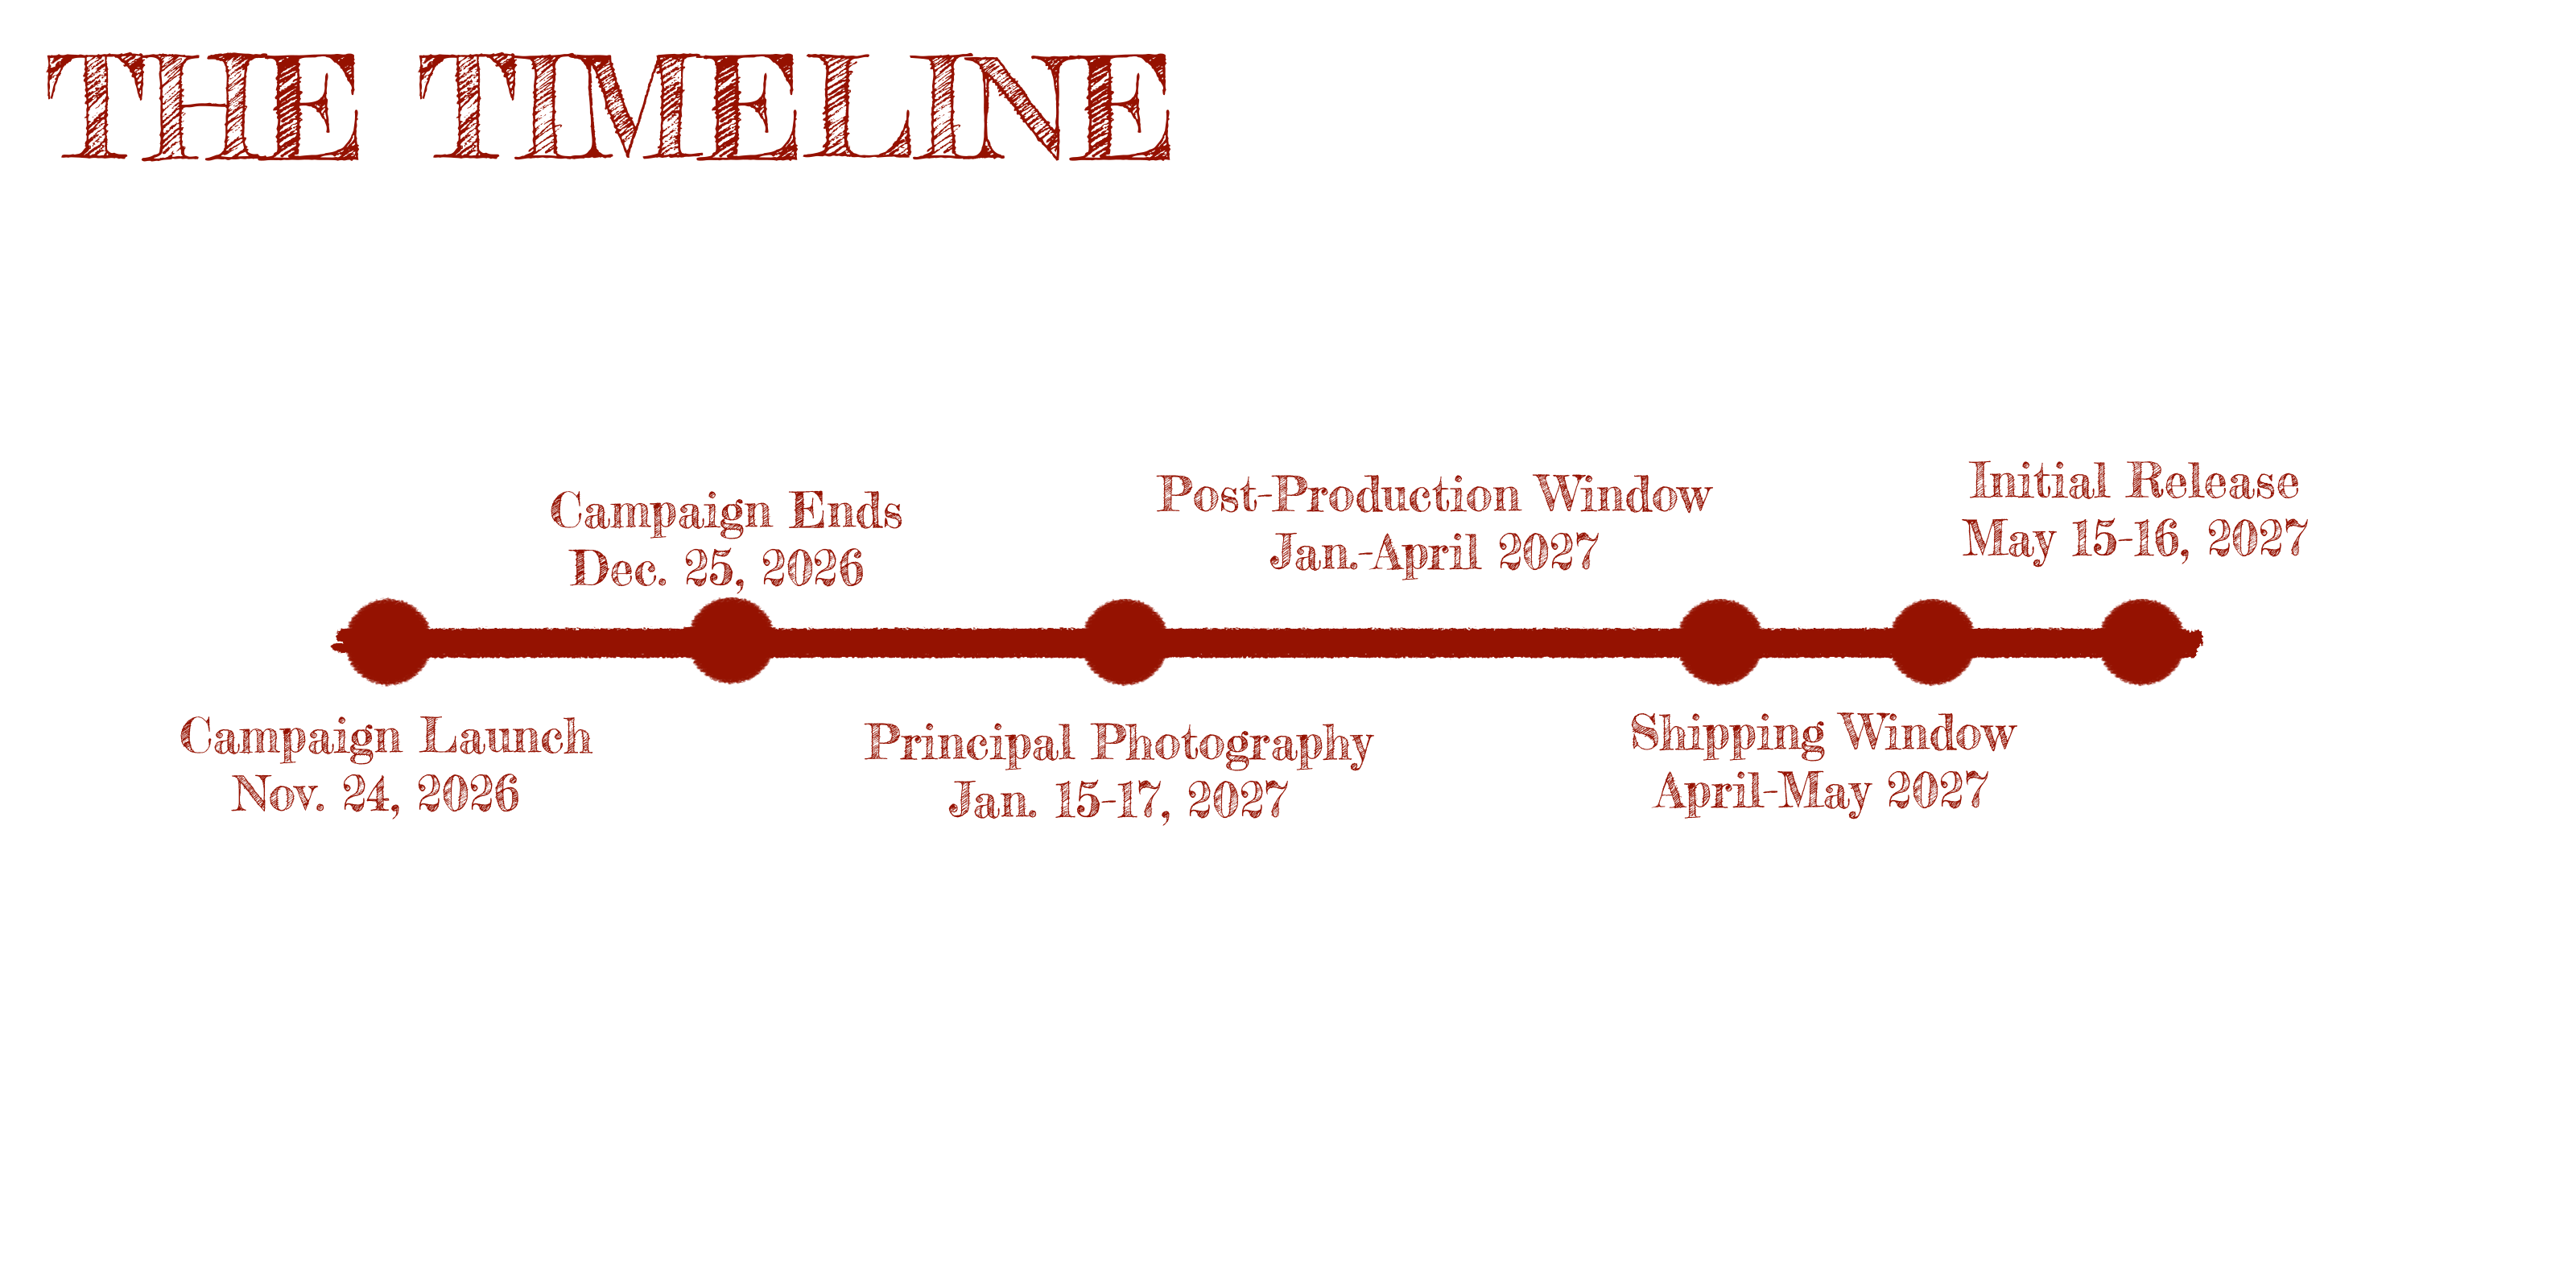 THE TIMELINE
Campaign Launch
Nov. 24, 2026
Campaign Ends
Dec. 25, 2026
Principal Photography
Jan. 15-17, 2027
Post-Production Window
Jan.-April 2027
Shipping Window
April-May 2027
Initial Release
May 15-16, 2027